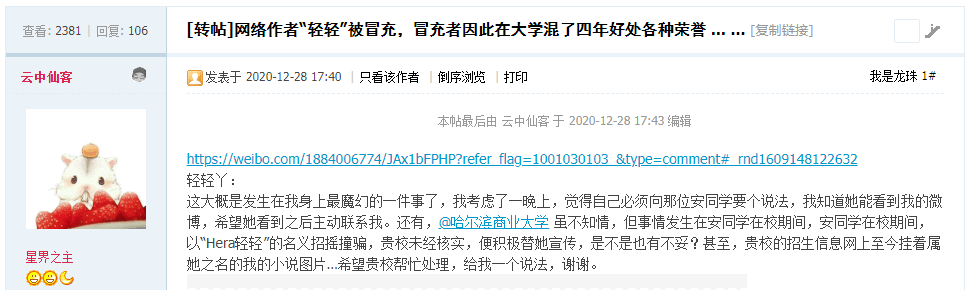 查看: 2381 | 回复: 106
[转帖]网络作者“轻轻”被冒充，冒充者因此在大学混了四年好处各种荣誉 ... ... [复制链接]
云中仙客
发表于 2020-12-28 17:40 | 只看该作者 | 倒序浏览 | 打印
我是龙珠 1#
本帖最后由 云中仙客 于 2020-12-28 17:43 编辑
https://weibo.com/1884006774/JAx1bFPHP?refer_flag=1001030103_&type=comment#_rnd1609148122632
轻轻丫：
这大概是发生在我身上最魔幻的一件事了，我考虑了一晚上，觉得自己必须向那位安同学要个说法，我知道她能看到我的微
博，希望她看到之后主动联系我。还有，@哈尔滨商业大学 虽不知情，但事情发生在安同学在校期间，安同学在校期间，
以“Hera轻轻”的名义招摇撞骗，贵校未经核实，便积极替她宣传，是不是也有不妥？甚至，贵校的招生信息网上至今挂着属
她之名的我的小说图片...希望贵校帮忙处理，给我一个说法，谢谢。
星界之主